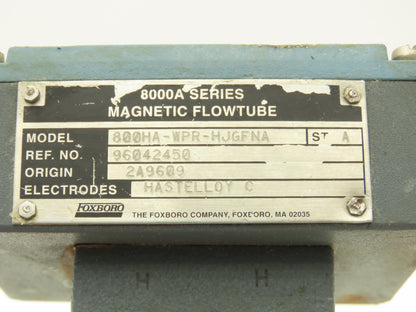 8000A SERIES
MAGNETIC FLOWTUBE
MODEL 800HA-WPR-HJGFNA ST A
REF. NO. 96042450
ORIGIN 2A9609
ELECTRODES HASTELLOY C
FOXBORO THE FOXBORO COMPANY, FOXBORO, MA 02035
H H